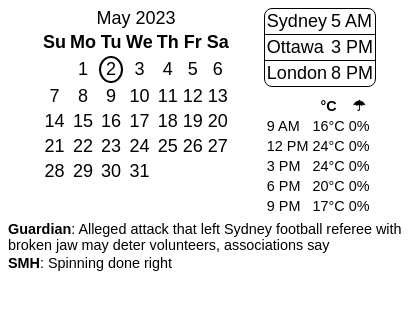 May 2023
Su Mo Tu We Th Fr Sa
1 2 3 4 5 6
7 8 9 10 11 12 13
14 15 16 17 18 19 20
21 22 23 24 25 26 27
28 29 30 31
Sydney 5 AM
Ottawa 3 PM
London 8 PM
°C ☂
9 AM 16°C 0%
12 PM 24°C 0%
3 PM 24°C 0%
6 PM 20°C 0%
9 PM 17°C 0%
Guardian: Alleged attack that left Sydney football referee with
broken jaw may deter volunteers, associations say
SMH: Spinning done right